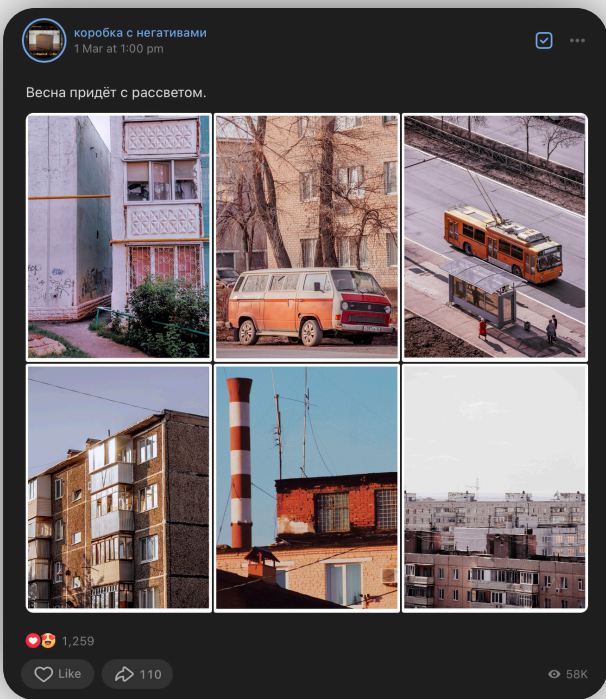 коробка с негативами
1 Mar at 1:00 pm
Весна придёт с рассветом.
1,259
Like
110
58K